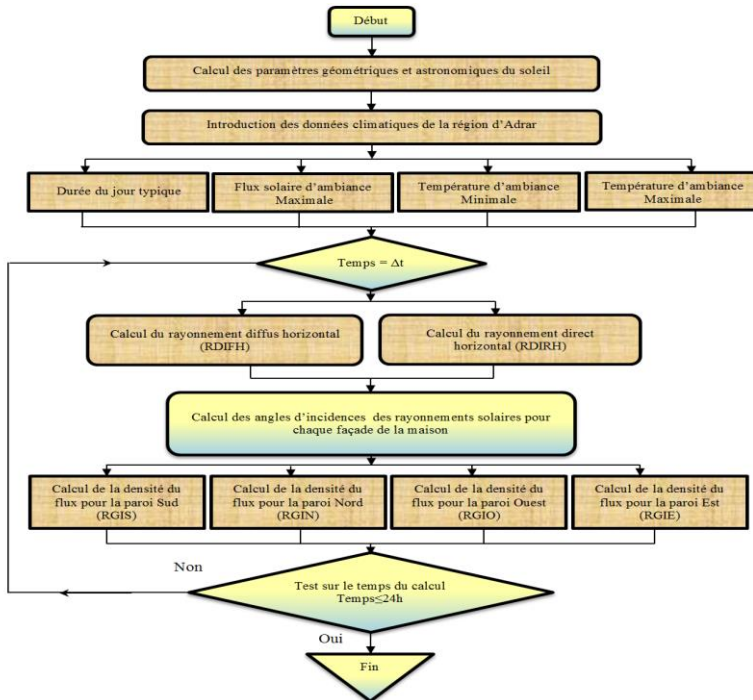 Début
Calcul des paramètres géométriques et astronomiques du soleil
Introduction des données climatiques de la région d'Adrar
Durée du jour typique
Flux solaire d'ambiance
Maximale
Température d'ambiance
Minimale
Température d'ambiance
Maximale
Temps = Δt
Calcul du rayonnement diffus horizontal
(RDIFH)
Calcul du rayonnement direct
horizontal (RDIRH)
Calcul des angles d'incidences des rayonnements solaires pour
chaque façade de la maison
Calcul de la densité du
flux pour la paroi Sud
(RGIS)
Calcul de la densité du
flux pour la paroi Nord
(RGIN)
Calcul de la densité du
flux pour la paroi Ouest
(RGIO)
Calcul de la densité du
flux pour la paroi Est
(RGIE)
Non
Test sur le temps du calcul
Temps≤24h
Oui
Fin